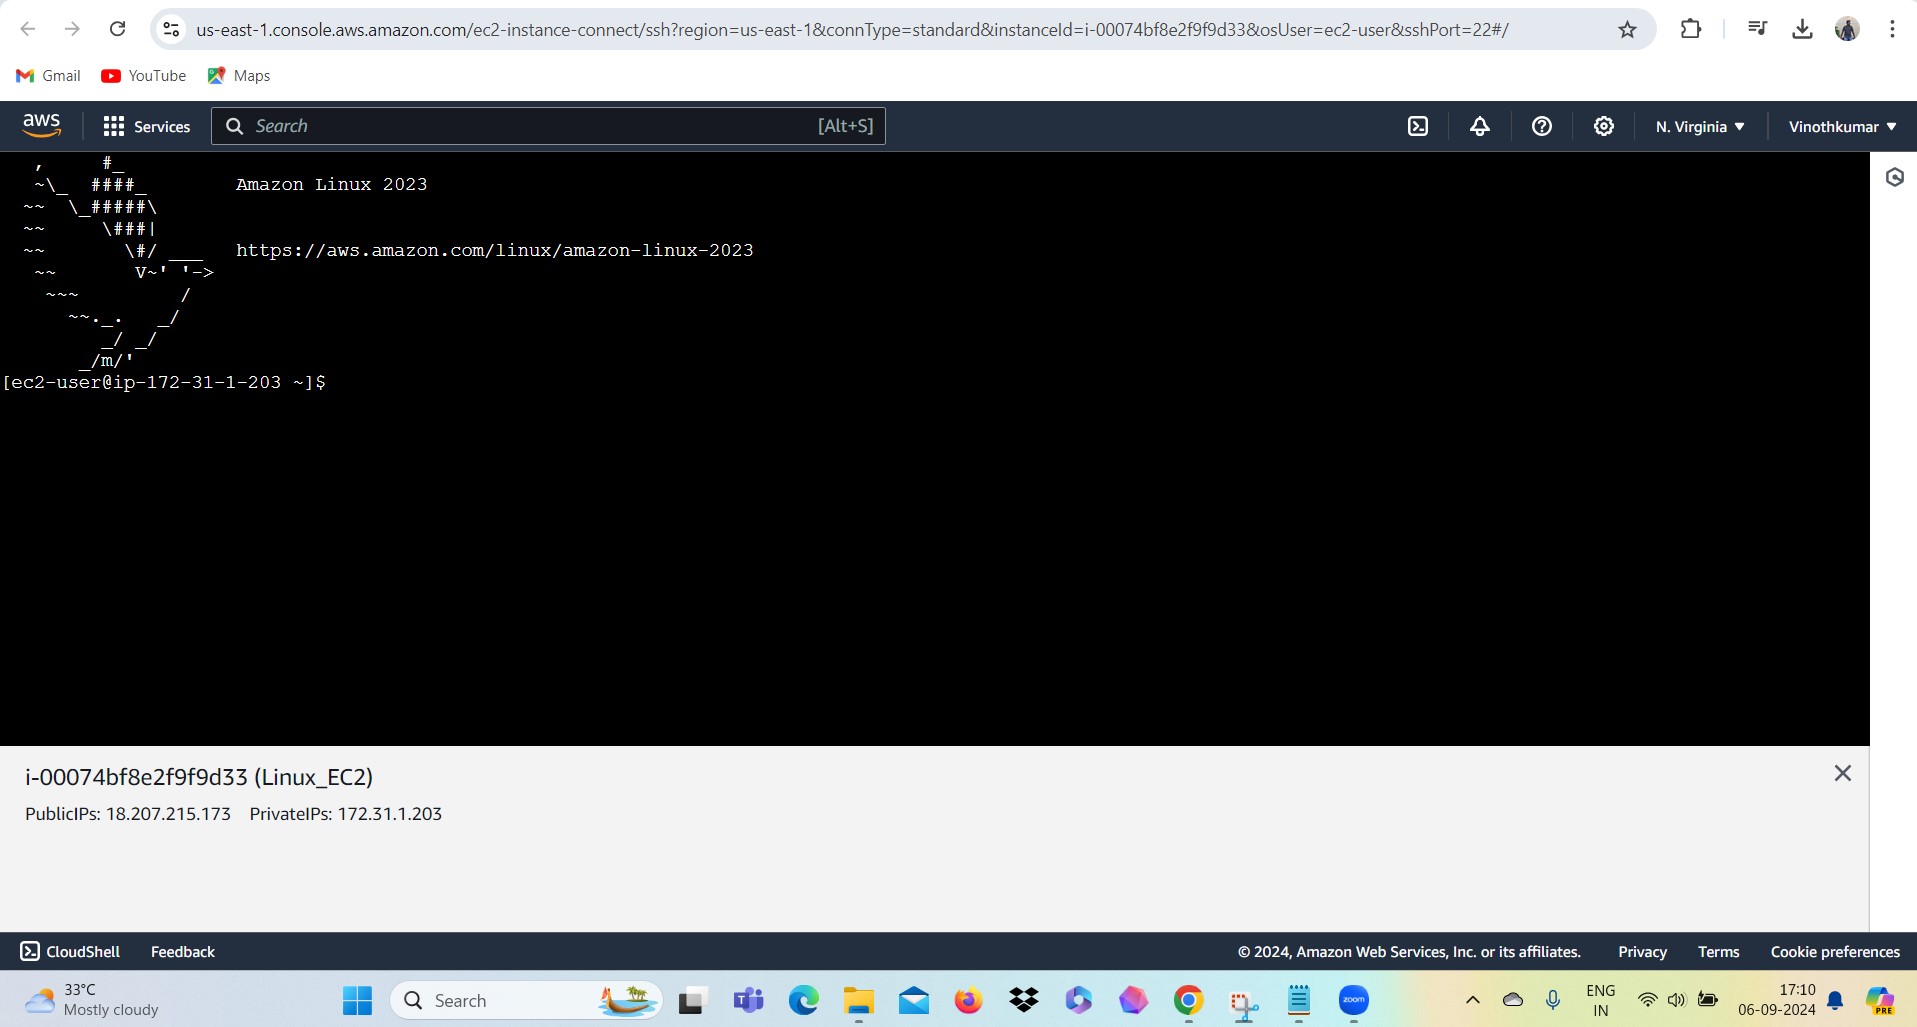 us-east-1.console.aws.amazon.com/ec2-instance-connect/ssh?region=us-east-1&connType=standard&instanceId=i-00074bf8e2f9f9d33&osUser=ec2-user&sshPort=22#/
Gmail YouTube Maps
aws Services Search [Alt+S] N. Virginia ▼ Vinothkumar ▼
   ,     #_
   ~\_  ####_        Amazon Linux 2023
  ~~  \_#####\
  ~~     \###|
  ~~       \#/ ___   https://aws.amazon.com/linux/amazon-linux-2023
   ~~       V~' '->
    ~~~         /
      ~~._.   _/
         _/ _/
       _/m/'
[ec2-user@ip-172-31-1-203 ~]$
i-00074bf8e2f9f9d33 (Linux_EC2)
PublicIPs: 18.207.215.173 PrivateIPs: 172.31.1.203
CloudShell Feedback © 2024, Amazon Web Services, Inc. or its affiliates. Privacy Terms Cookie preferences
33°C
Mostly cloudy
Search
zoom
ENG
IN
17:10
06-09-2024
PRE